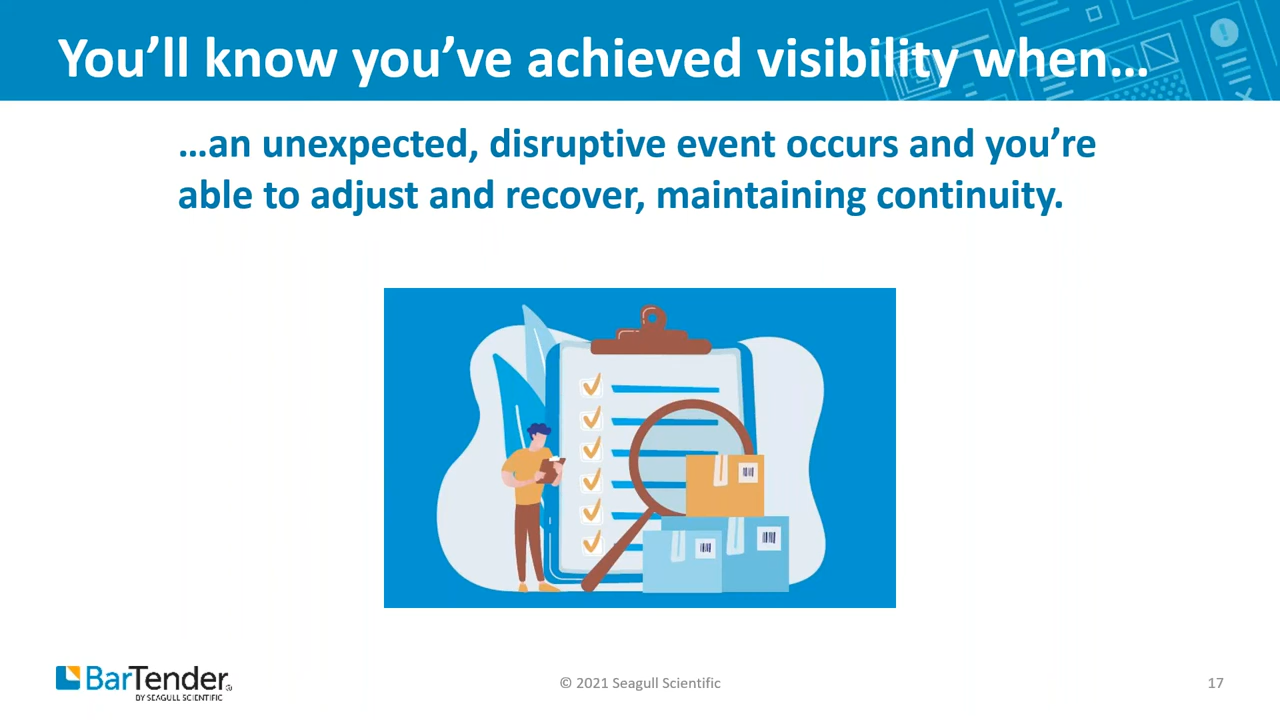 You’ll know you’ve achieved visibility when…
…an unexpected, disruptive event occurs and you’re
able to adjust and recover, maintaining continuity.
BarTender®
BY SEAGULL SCIENTIFIC
© 2021 Seagull Scientific
17